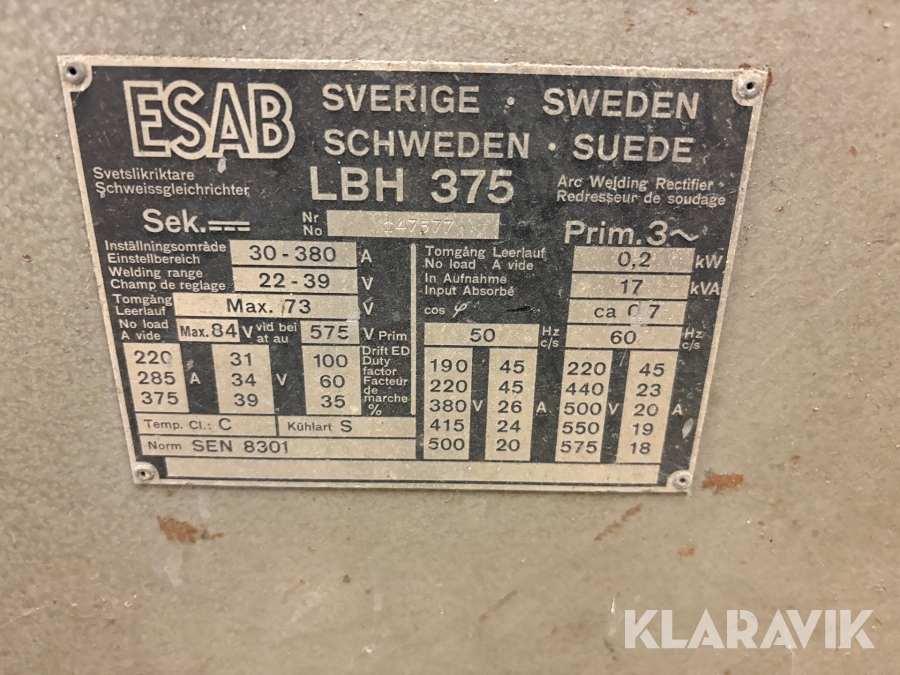 ESAB SVERIGE · SWEDEN
SCHWEDEN · SUEDE
Svetslikriktare
Schweissgleichrichter
LBH 375
Arc Welding Rectifier
Redresseur de soudage
Sek.
Nr
No
147577
Prim.3~
Inställningsområde
Einstellbereich
30-380 A
Welding range
Champ de reglage
22-39 V
Tomgång
Leerlauf
Max. 73 V
No load
A vide
Max.84 V vid bei
at au
575 V Prim
220 31 100
285 A 34 V 60
375 39 35
Drift ED
Duty
factor
Facteur
de
marche
%
Temp. Cl.: C Kühlart S
Norm SEN 8301
Tomgång Leerlauf
No load A vide
0,2 kW
In Aufnahme
Input Absorbé
17 kVA
cos φ ca 0,7
50 Hz
c/s
60 Hz
c/s
190 45 220 45
220 45 440 23
380 V 26 A 500 V 20 A
415 24 550 19
500 20 575 18
KLARAVIK